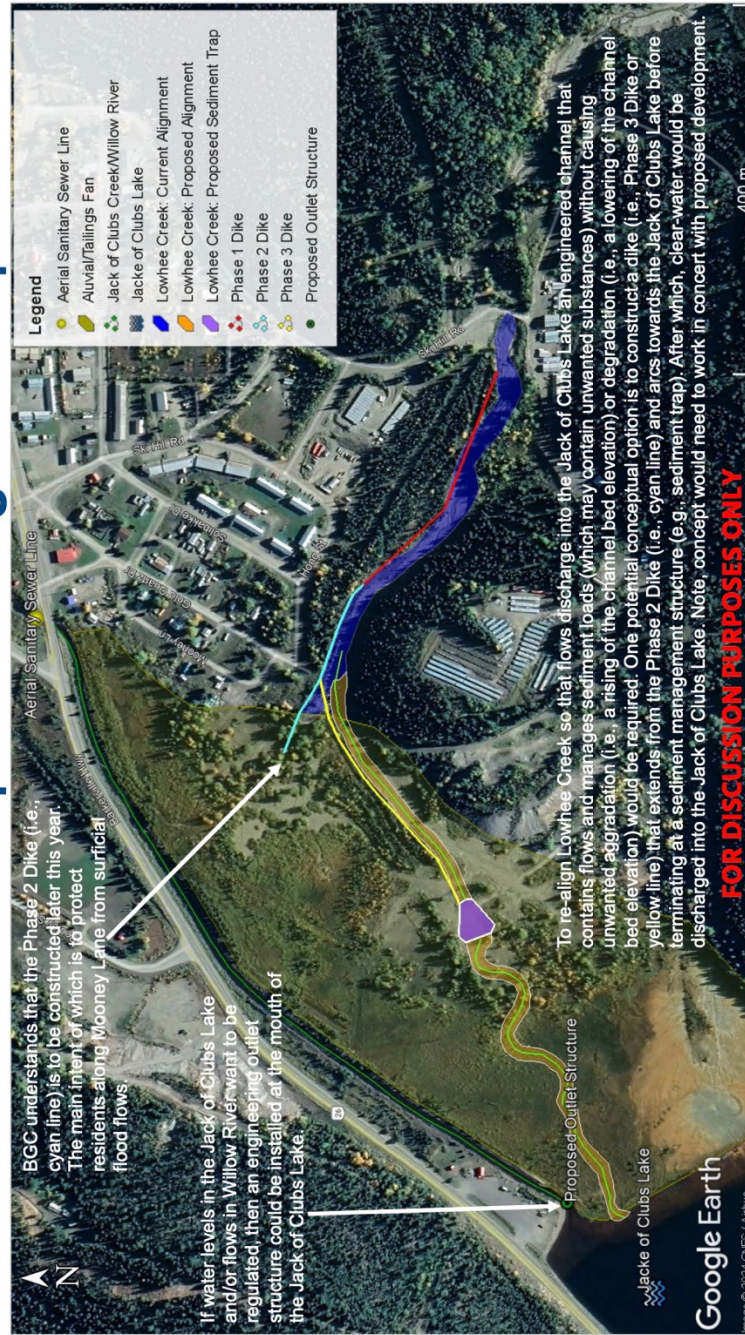 BGC understands that the Phase 2 Dike (i.e.,
cyan line) is to be constructed later this year.
The main intent of which is to protect
residents along Mooney Lane from surficial
flood flows.
If water levels in the Jack of Clubs Lake
and/or flows in Willow River want to be
regulated, then an engineering outlet
structure could be installed at the mouth of
the Jack of Clubs Lake.
N
Legend
Aerial Sanitary Sewer Line
Aluvial/Tailings Fan
Jack of Clubs Creek/Willow River
Jacke of Clubs Lake
Lowhee Creek: Current Alignment
Lowhee Creek: Proposed Alignment
Lowhee Creek: Proposed Sediment Trap
Phase 1 Dike
Phase 2 Dike
Phase 3 Dike
Proposed Outlet Structure
Aerial Sanitary Sewer Line
Barkerville Hwy
Mooney Ln
Ski Hill Rd
Ski Hill Rd
26
Proposed Outlet Structure
Jacke of Clubs Lake
To re-align Lowhee Creek so that flows discharge into the Jack of Clubs Lake an engineered channel that
contains flows and manages sediment loads (which may contain unwanted substances) without causing
unwanted aggradation (i.e., a rising of the channel bed elevation) or degradation (i.e., a lowering of the channel
bed elevation) would be required. One potential conceptual option is to construct a dike (i.e., Phase 3 Dike or
yellow line) that extends from the Phase 2 Dike (i.e., cyan line) and arcs towards the Jack of Clubs Lake before
terminating at a sediment management structure (e.g., sediment trap). After which, clear-water would be
discharged into the Jack of Clubs Lake. Note, concept would need to work in concert with proposed development.
Google Earth
FOR DISCUSSION PURPOSES ONLY
400 m